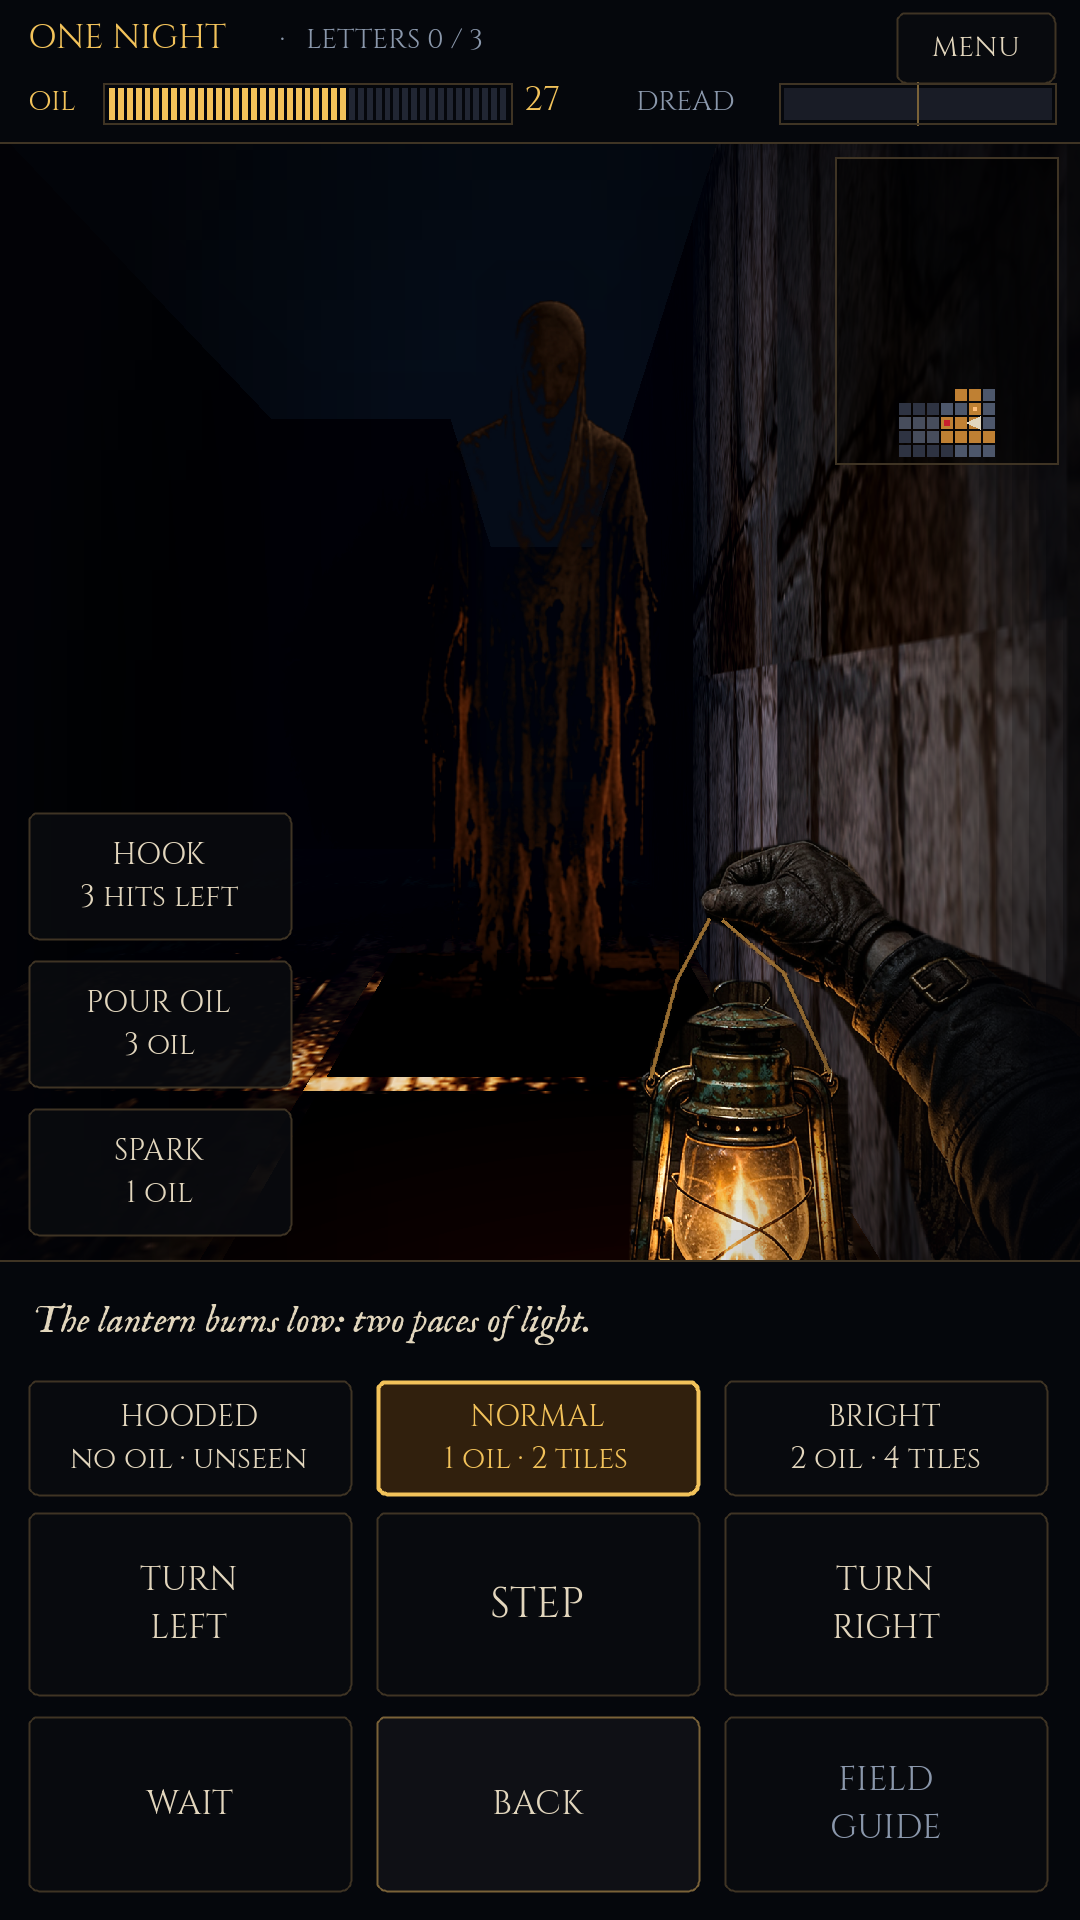 ONE NIGHT · LETTERS 0 / 3
MENU
OIL 27 DREAD
HOOK
3 HITS LEFT
POUR OIL
3 OIL
SPARK
1 OIL
The lantern burns low: two paces of light.
HOODED
NO OIL · UNSEEN
NORMAL
1 OIL · 2 TILES
BRIGHT
2 OIL · 4 TILES
TURN
LEFT
STEP
TURN
RIGHT
WAIT
BACK
FIELD
GUIDE